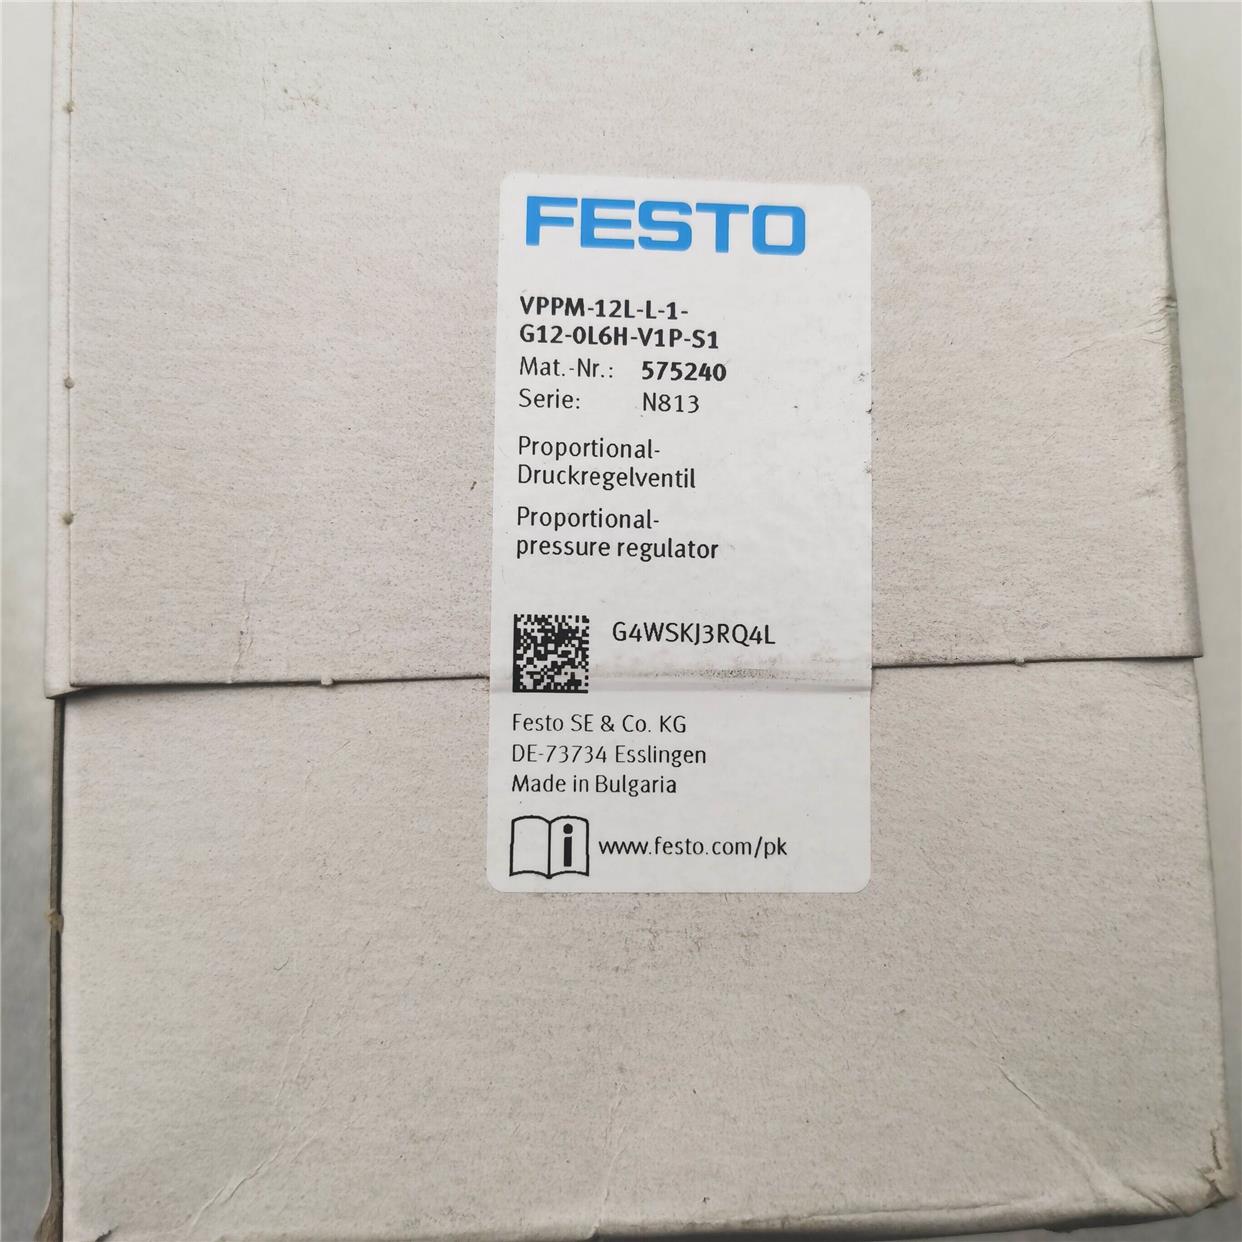 FESTO
VPPM-12L-L-1-
G12-0L6H-V1P-S1
Mat.-Nr.: 575240
Serie: N813
Proportional-
Druckregelventil
Proportional-
pressure regulator
G4WSKJ3RQ4L
Festo SE & Co. KG
DE-73734 Esslingen
Made in Bulgaria
i www.festo.com/pk